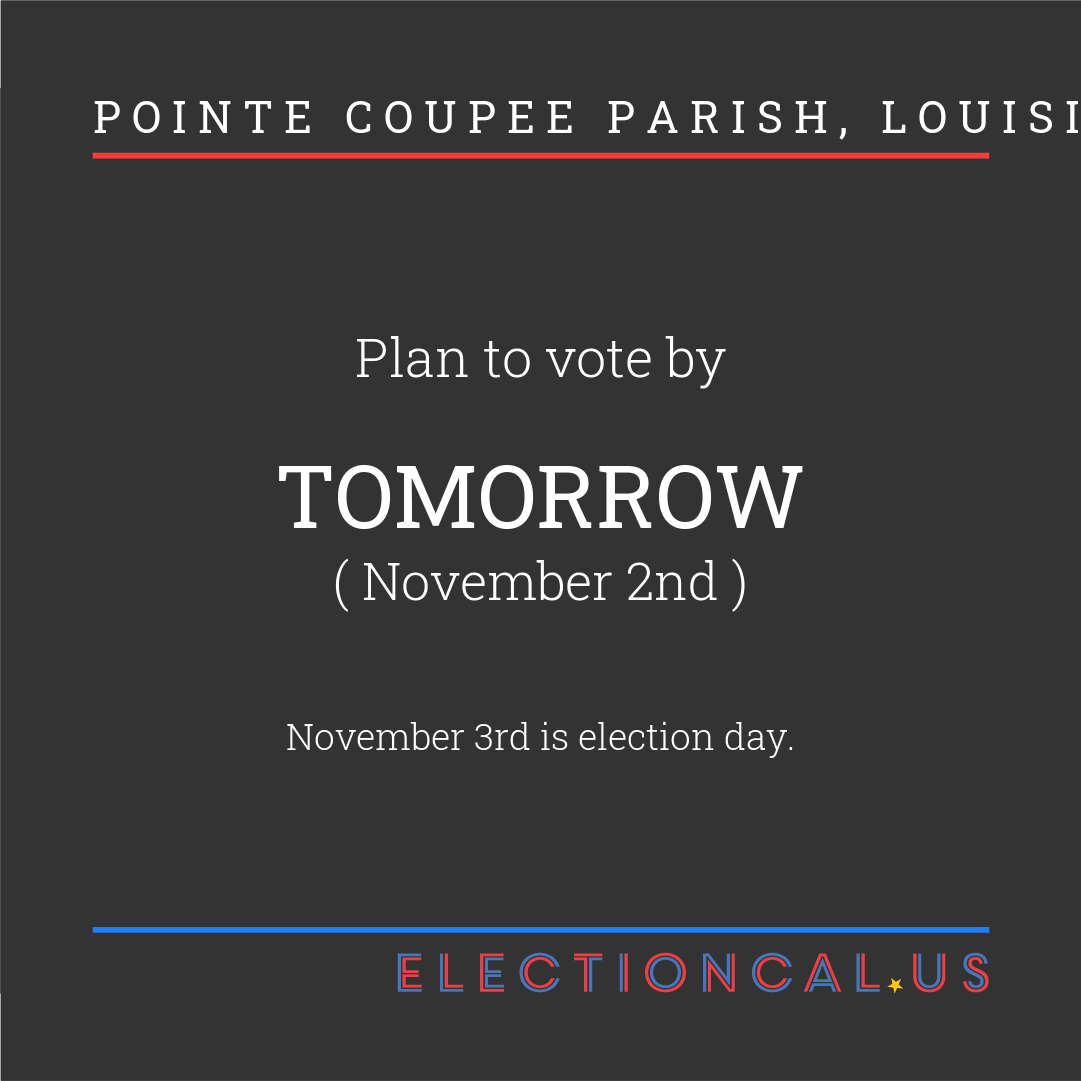 POINTE COUPEE PARISH, LOUISI
Plan to vote by
TOMORROW
( November 2nd )
November 3rd is election day.
ELECTIONCAL.US